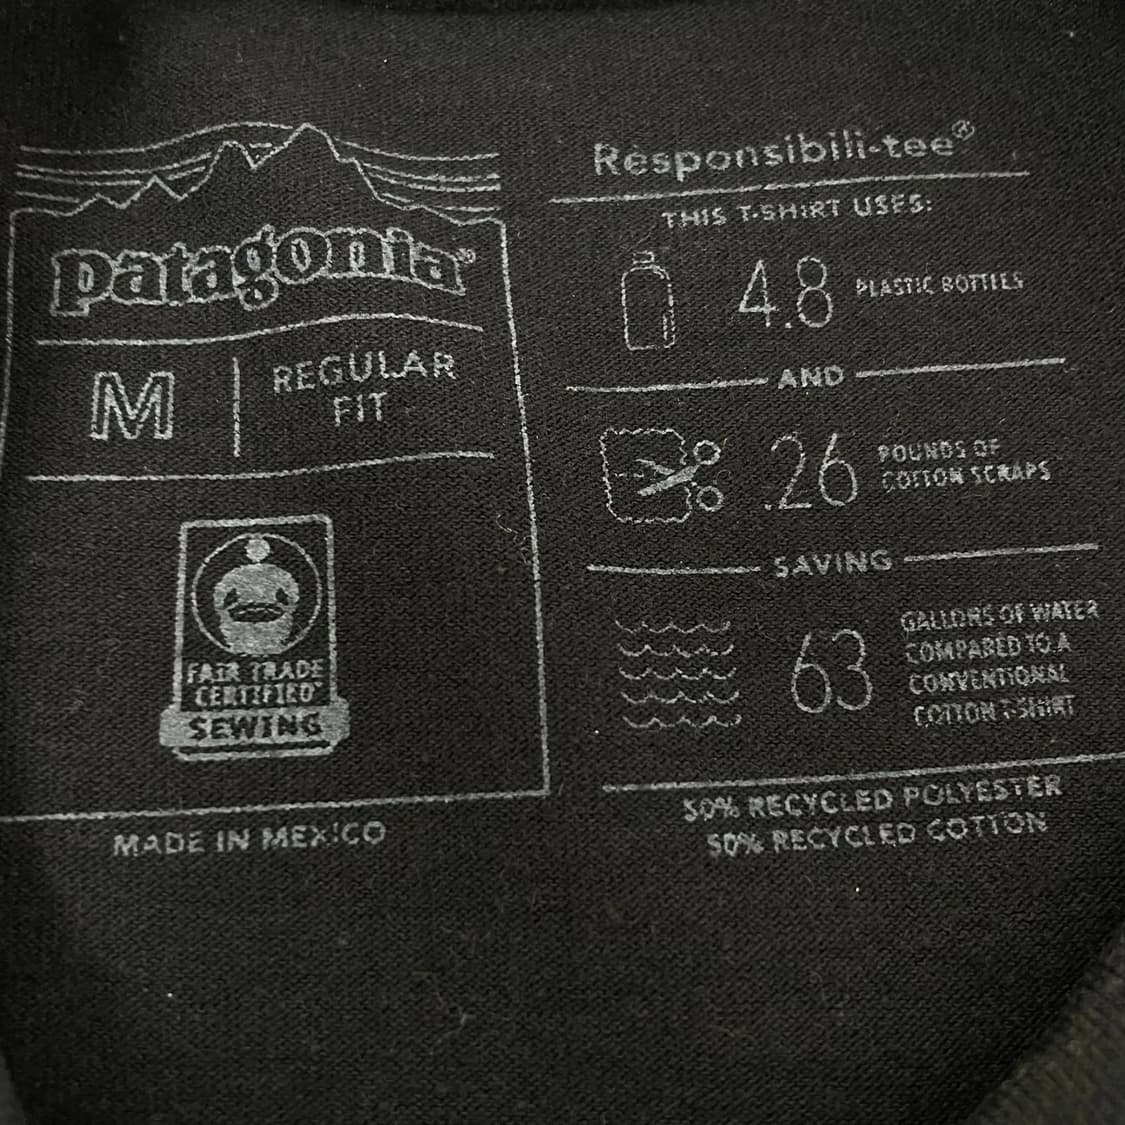 patagonia®
M
REGULAR
FIT
FAIR TRADE
CERTIFIED™
SEWING
MADE IN MEXICO
Responsibili-tee®
THIS T-SHIRT USES:
4.8 PLASTIC BOTTLES
AND
.26 POUNDS OF
COTTON SCRAPS
SAVING
63 GALLONS OF WATER
COMPARED TO A
CONVENTIONAL
COTTON T-SHIRT
50% RECYCLED POLYESTER
50% RECYCLED COTTON